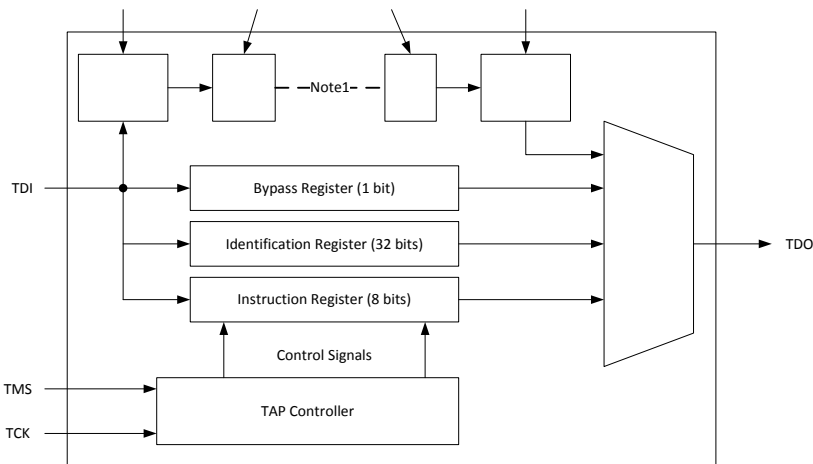 Note1
TDI
Bypass Register (1 bit)
Identification Register (32 bits)
TDO
Instruction Register (8 bits)
Control Signals
TMS
TAP Controller
TCK